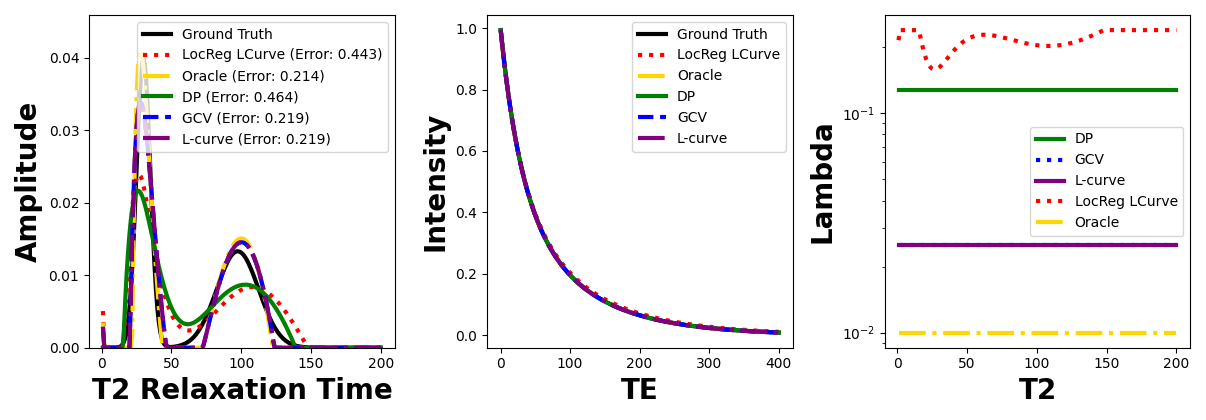 Amplitude
0.04
0.03
0.02
0.01
0.00
0
50
100
150
200
T2 Relaxation Time
Ground Truth
LocReg LCurve (Error: 0.443)
Oracle (Error: 0.214)
DP (Error: 0.464)
GCV (Error: 0.219)
L-curve (Error: 0.219)
Intensity
1.0
0.8
0.6
0.4
0.2
0.0
0
100
200
300
400
TE
Ground Truth
LocReg LCurve
Oracle
DP
GCV
L-curve
Lambda
10⁻¹
10⁻²
0
50
100
150
200
T2
DP
GCV
L-curve
LocReg LCurve
Oracle